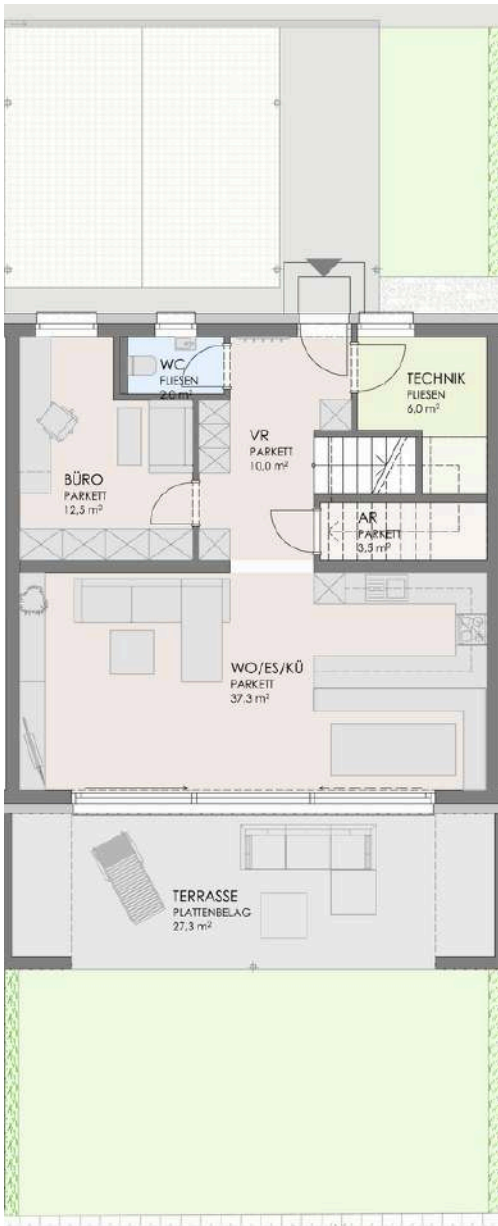 WC
FLIESEN
2,0 m²
TECHNIK
FLIESEN
6,0 m²
VR
PARKETT
10,0 m²
BÜRO
PARKETT
12,5 m²
AR
PARKETT
3,5 m²
WO/ES/KÜ
PARKETT
37,3 m²
TERRASSE
PLATTENBELAG
27,3 m²